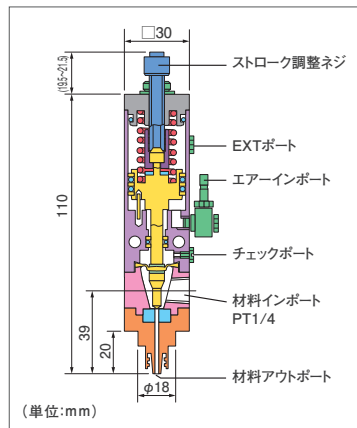 □30
(19.5~21.5)
ストローク調整ネジ
EXTポート
エアーインポート
110
チェックポート
材料インポート
PT1/4
39
20
材料アウトポート
φ18
(単位:mm)